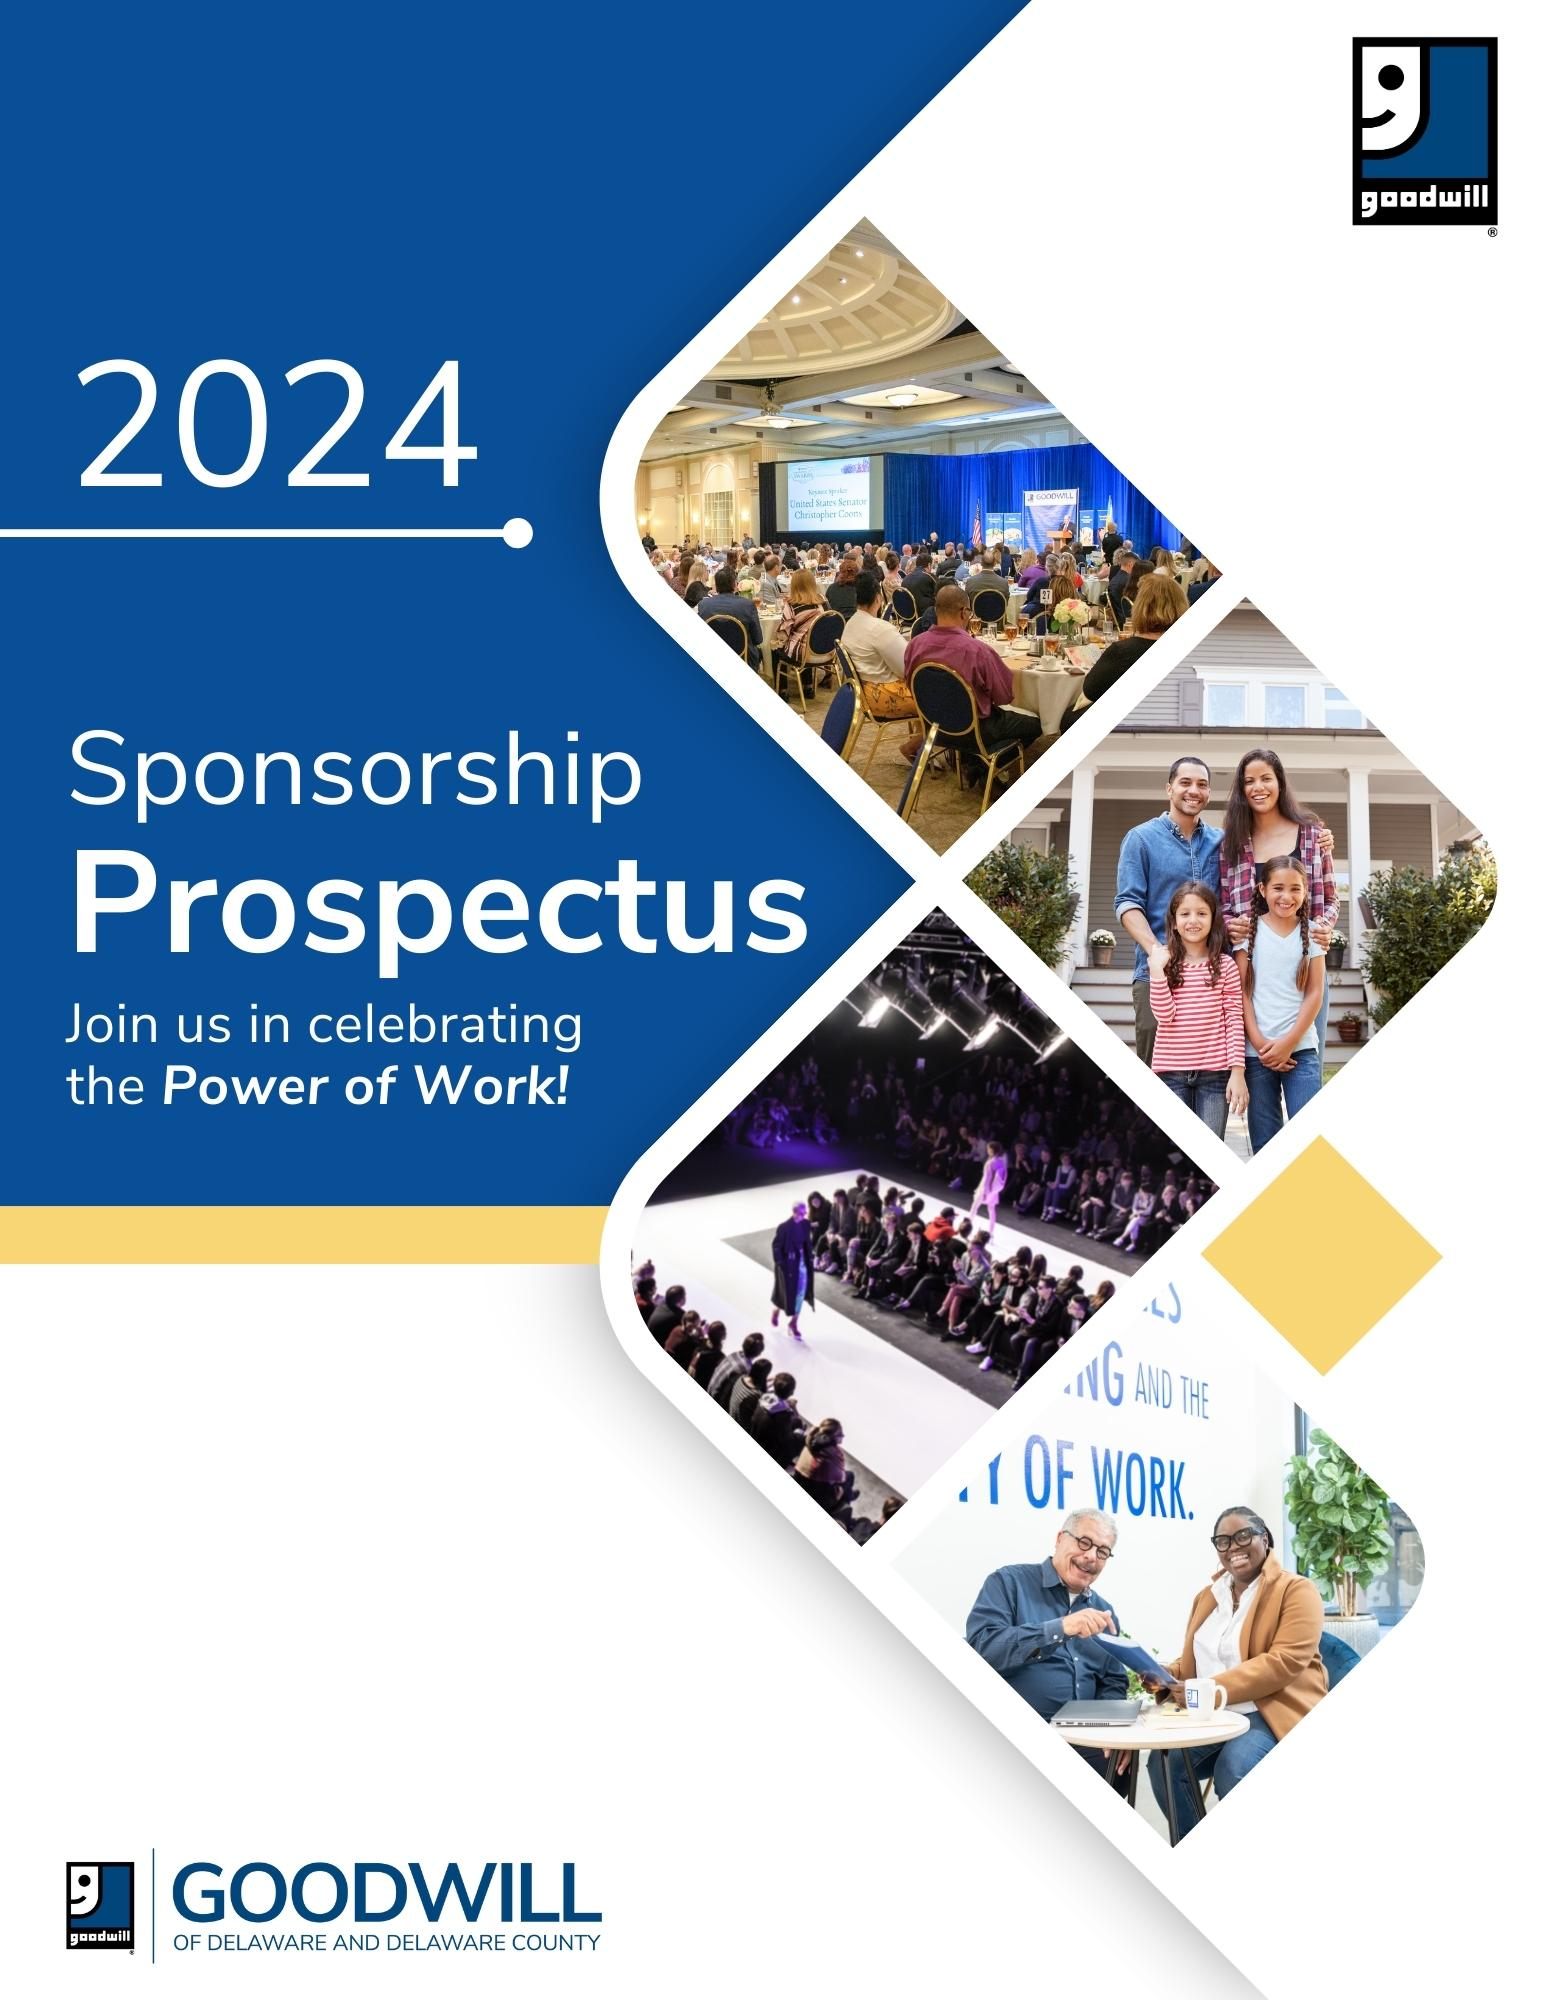 goodwill
®
2024
Keynote Speaker
United States Senator
Christopher Coons
GOODWILL
27
Sponsorship
Prospectus
Join us in celebrating
the Power of Work!
AND THE
OF WORK.
goodwill
®
GOODWILL
OF DELAWARE AND DELAWARE COUNTY